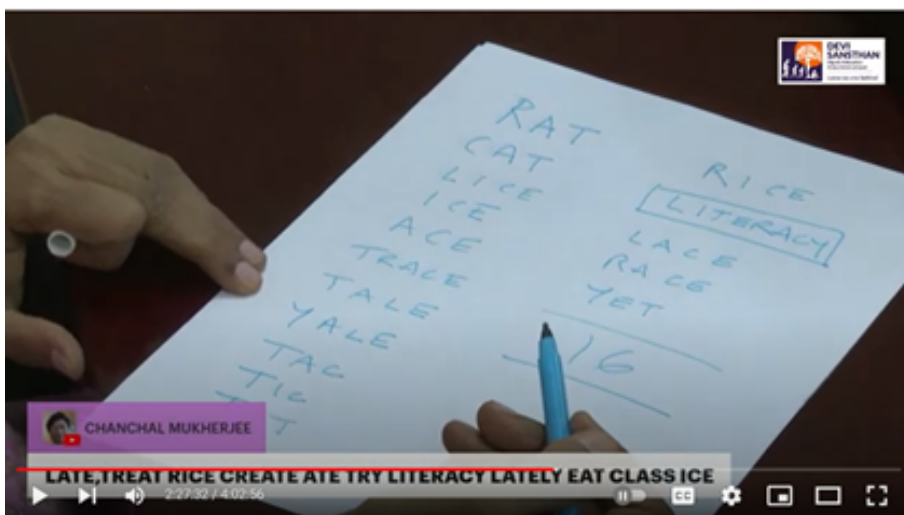 DEVI
SANSTHAN
RAT
CAT
LICE
ICE
ACE
TRACE
TALE
YALE
TAC
TIC
RICE
LITERACY
LACE
RACE
YET
16
CHANCHAL MUKHERJEE
LATE,TREAT RICE CREATE ATE TRY LITERACY LATELY EAT CLASS ICE
2:27:32 / 4:02:56
CC